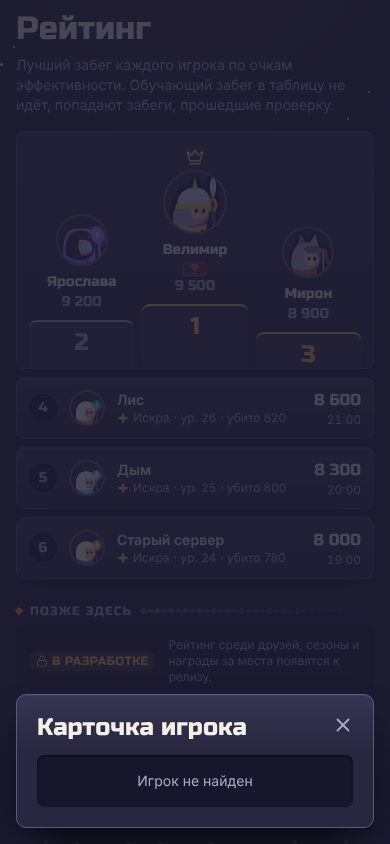 Рейтинг
Лучший забег каждого игрока по очкам
эффективности. Обучающий забег в таблицу не
идёт, попадают забеги, прошедшие проверку.
Велимир
9 500
Ярослава
9 200
Мирон
8 900
2
1
3
4
Лис
8 600
Искра · ур. 26 · убито 820
21:00
5
Дым
8 300
Искра · ур. 25 · убито 800
20:00
6
Старый сервер
8 000
Искра · ур. 24 · убито 780
19:00
ПОЗЖЕ ЗДЕСЬ
В РАЗРАБОТКЕ
Рейтинг среди друзей, сезоны и
награды за места появятся к
релизу.
Карточка игрока
Игрок не найден